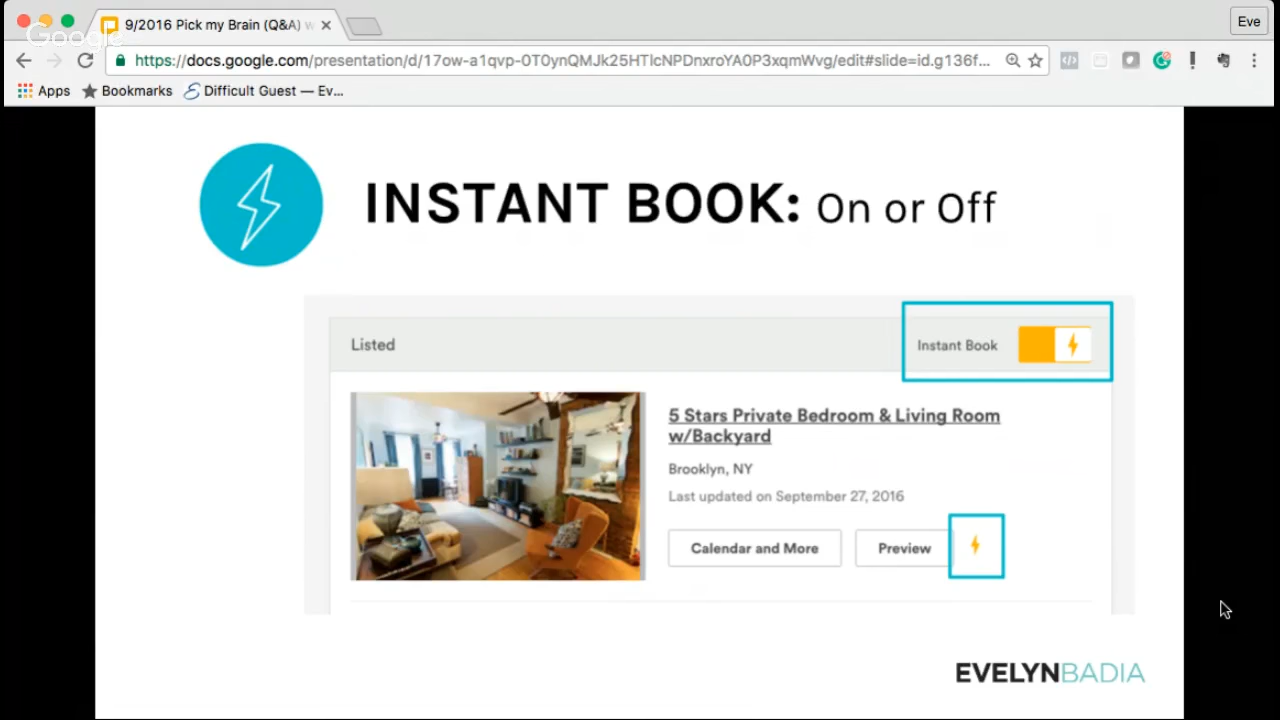 9/2016 Pick my Brain (Q&A) w
Eve
Google
https://docs.google.com/presentation/d/17ow-a1qvp-0T0ynQMJk25HTlcNPDnxroYA0P3xqmWvg/edit#slide=id.g136f...
Apps
Bookmarks
Difficult Guest — Ev...
INSTANT BOOK: On or Off
Listed
Instant Book
5 Stars Private Bedroom & Living Room
w/Backyard
Brooklyn, NY
Last updated on September 27, 2016
Calendar and More
Preview
EVELYNBADIA